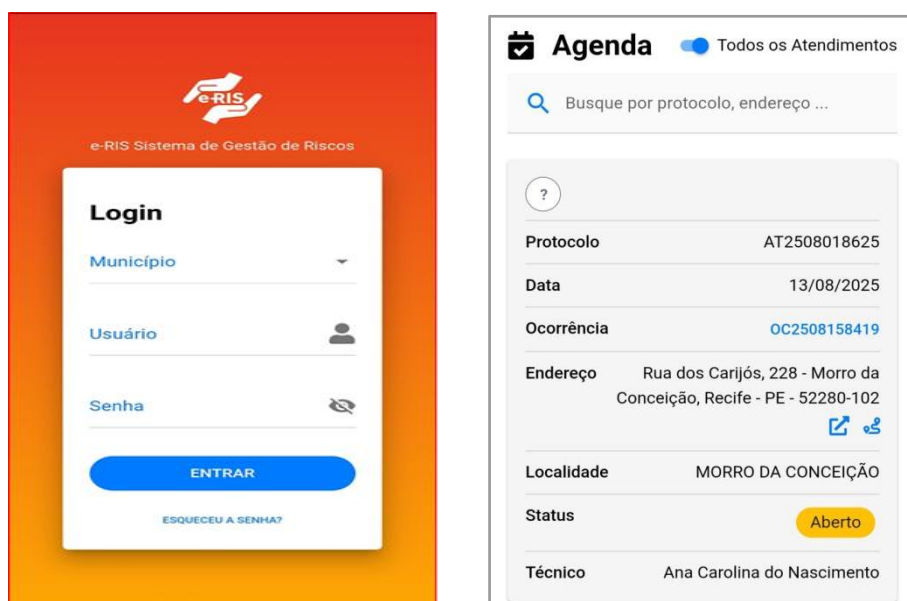 e-RIS
e-RIS Sistema de Gestão de Riscos
Login
Município
Usuário
Senha
ENTRAR
ESQUECEU A SENHA?
Agenda
Todos os Atendimentos
Busque por protocolo, endereço ...
?
Protocolo AT2508018625
Data 13/08/2025
Ocorrência OC2508158419
Endereço Rua dos Carijós, 228 - Morro da
Conceição, Recife - PE - 52280-102
Localidade MORRO DA CONCEIÇÃO
Status Aberto
Técnico Ana Carolina do Nascimento